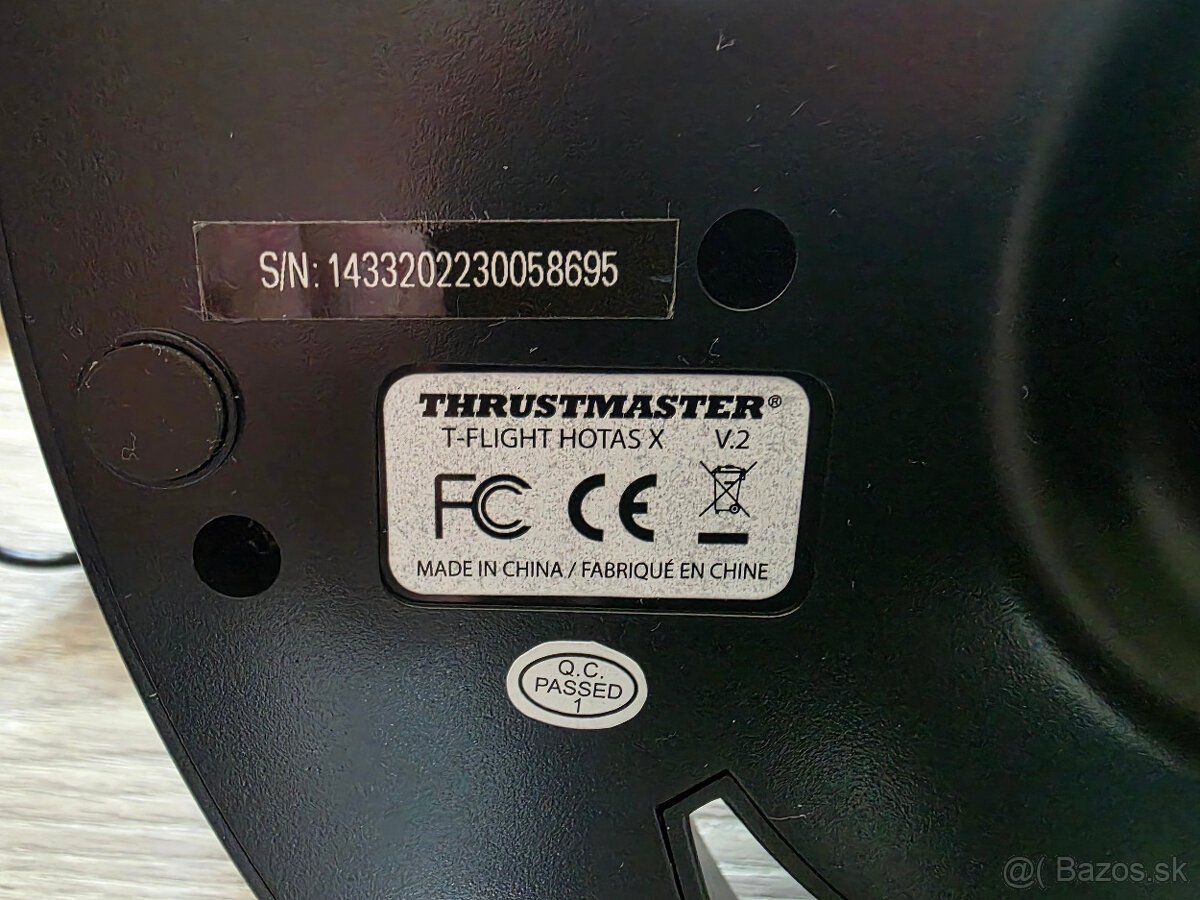 S/N: 1433202230058695
THRUSTMASTER®
T-FLIGHT HOTAS X V.2
FC CE
MADE IN CHINA / FABRIQUÉ EN CHINE
Q.C.
PASSED
1
@( Bazos.sk